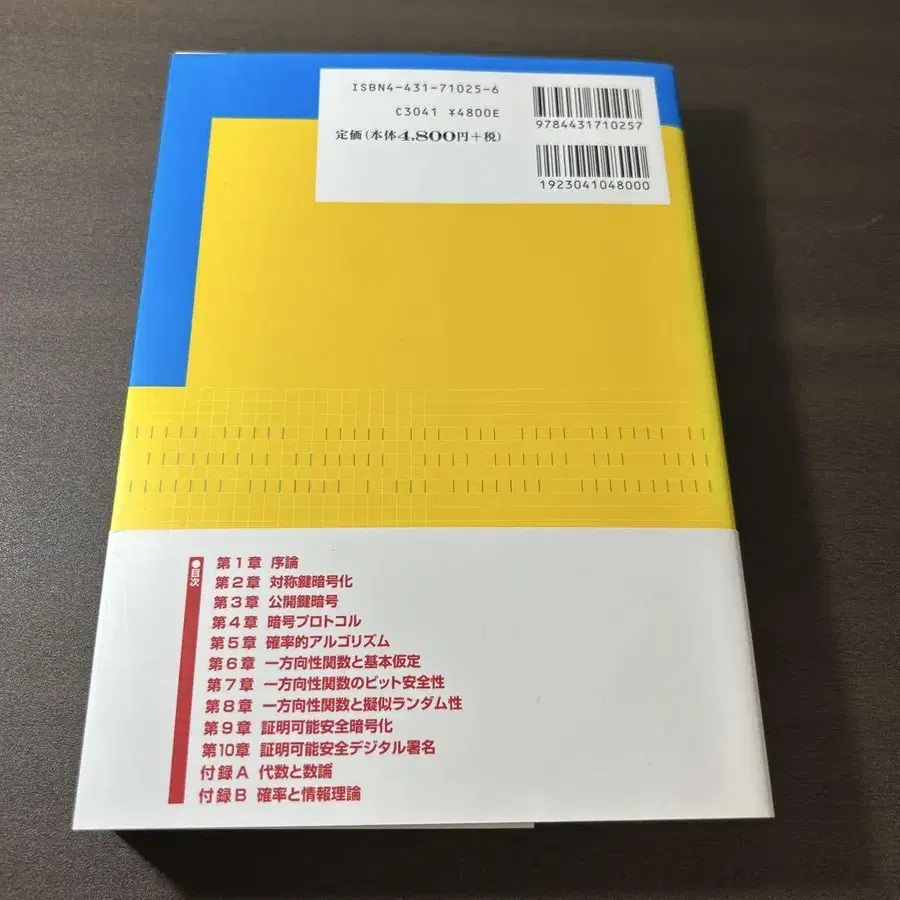 ISBN4-431-71025-6
C3041 ¥4800E
定価(本体4,800円+税)
9784431710257
1923041048000
●目次
第1章 序論
第2章 対称鍵暗号化
第3章 公開鍵暗号
第4章 暗号プロトコル
第5章 確率的アルゴリズム
第6章 一方向性関数と基本仮定
第7章 一方向性関数のビット安全性
第8章 一方向性関数と擬似ランダム性
第9章 証明可能安全暗号化
第10章 証明可能安全デジタル署名
付録A 代数と数論
付録B 確率と情報理論